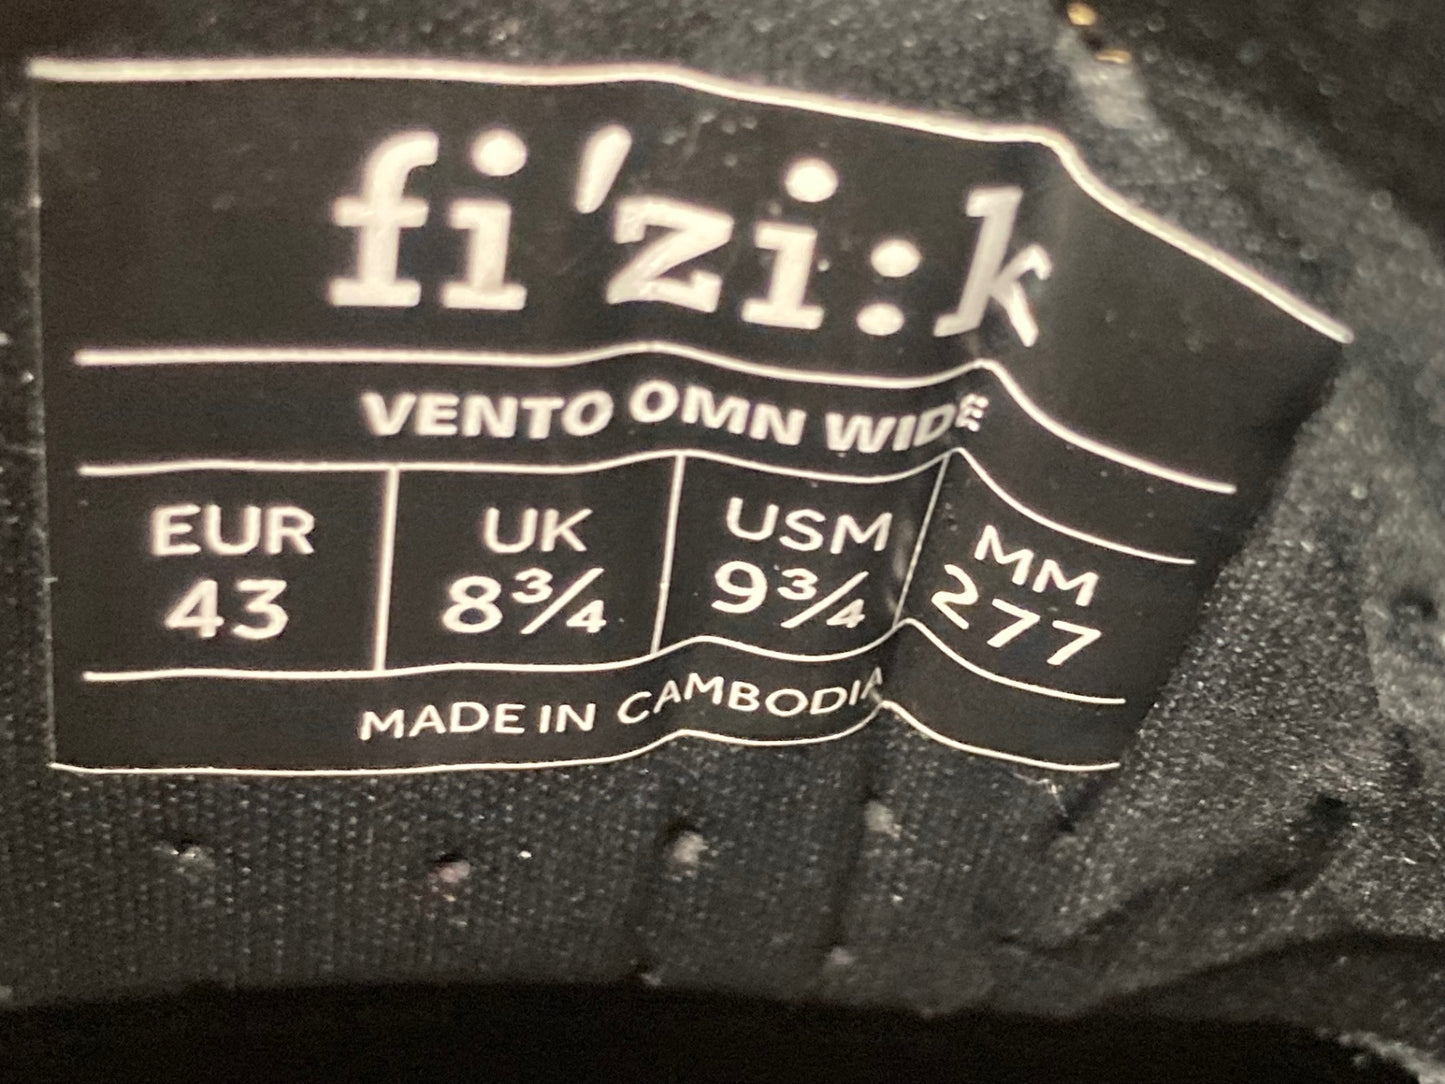 fi'zi:k
VENTO OMN WIDE
EUR UK USM MM
43 8¾ 9¾ 277
MADE IN CAMBODIA